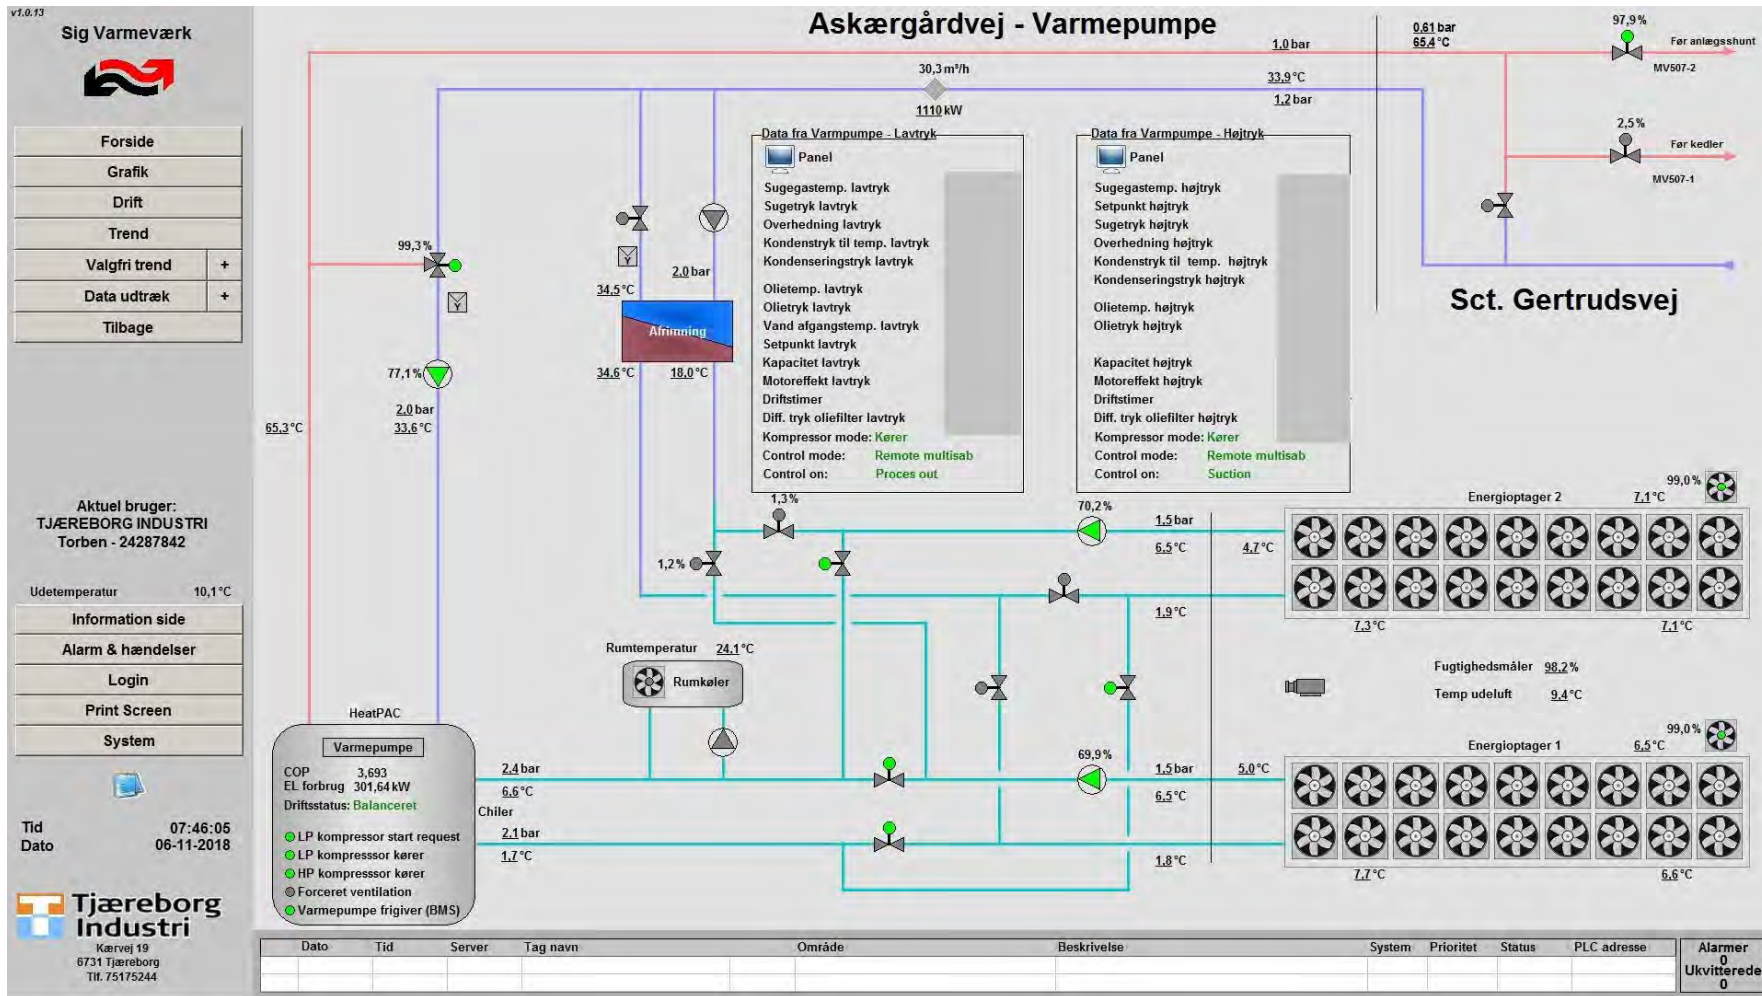 v1.0.13
Sig Varmeværk
Forside
Grafik
Drift
Trend
Valgfri trend +
Data udtræk +
Tilbage
Aktuel bruger:
TJÆREBORG INDUSTRI
Torben - 24287842
Udetemperatur 10,1°C
Information side
Alarm & hændelser
Login
Print Screen
System
Tid 07:46:05
Dato 06-11-2018
Tjæreborg
Industri
Kærvej 19
6731 Tjæreborg
Tlf. 75175244
Askærgårdvej - Varmepumpe
1,0 bar
0,61 bar
65,4 °C
97,9 %
Før anlægsshunt
MV507-2
30,3 m³/h
1110 kW
33,9 °C
1,2 bar
2,5 %
Før kedler
MV507-1
Sct. Gertrudsvej
99,3 %
Y
77,1 %
2,0 bar
33,6 °C
65,3 °C
Y
2,0 bar
34,5 °C
Afrimning
34,6 °C
18,0 °C
Data fra Varmpumpe - Lavtryk
Panel
Sugegastemp. lavtryk
Sugetryk lavtryk
Overhedning lavtryk
Kondenstryk til temp. lavtryk
Kondenseringstryk lavtryk
Olietemp. lavtryk
Olietryk lavtryk
Vand afgangstemp. lavtryk
Setpunkt lavtryk
Kapacitet lavtryk
Motoreffekt lavtryk
Driftstimer
Diff. tryk oliefilter lavtryk
Kompressor mode: Kører
Control mode: Remote multisab
Control on: Proces out
Data fra Varmpumpe - Højtryk
Panel
Sugegastemp. højtryk
Setpunkt højtryk
Sugetryk højtryk
Overhedning højtryk
Kondenstryk til temp. højtryk
Kondenseringstryk højtryk
Olietemp. højtryk
Olietryk højtryk
Kapacitet højtryk
Motoreffekt højtryk
Driftstimer
Diff. tryk oliefilter højtryk
Kompressor mode: Kører
Control mode: Remote multisab
Control on: Suction
1,3 %
1,2 %
70,2 %
1,5 bar
6,5 °C
4,7 °C
1,9 °C
Energioptager 2
7,1 °C
99,0 %
7,3 °C
7,1 °C
Rumtemperatur 24,1 °C
Rumkøler
Fugtighedsmåler 98,2 %
Temp udeluft 9,4 °C
Energioptager 1
6,5 °C
99,0 %
69,9 %
1,5 bar
6,5 °C
5,0 °C
1,8 °C
7,7 °C
6,6 °C
HeatPAC
Varmepumpe
COP 3,693
EL forbrug 301,64 kW
Driftsstatus: Balanceret
LP kompressor start request
LP kompresssor kører
HP kompresssor kører
Forceret ventilation
Varmepumpe frigiver (BMS)
2,4 bar
6,6 °C
Chiler
2,1 bar
1,7 °C
Dato Tid Server Tag navn Område Beskrivelse System Prioritet Status PLC adresse
Alarmer
0
Ukvitterede
0